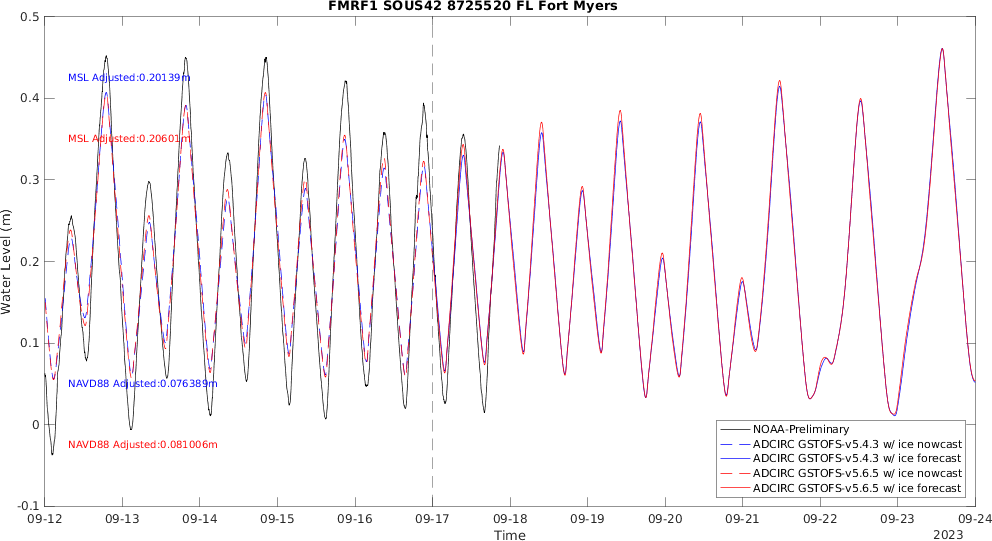 FMRF1 SOUS42 8725520 FL Fort Myers
0.5
0.4
0.3
0.2
0.1
0
-0.1
Water Level (m)
MSL Adjusted:0.20139m
MSL Adjusted:0.20601m
NAVD88 Adjusted:0.076389m
NAVD88 Adjusted:0.081006m
NOAA-Preliminary
ADCIRC GSTOFS-v5.4.3 w/ ice nowcast
ADCIRC GSTOFS-v5.4.3 w/ ice forecast
ADCIRC GSTOFS-v5.6.5 w/ ice nowcast
ADCIRC GSTOFS-v5.6.5 w/ ice forecast
09-12 09-13 09-14 09-15 09-16 09-17 09-18 09-19 09-20 09-21 09-22 09-23 09-24
Time
2023